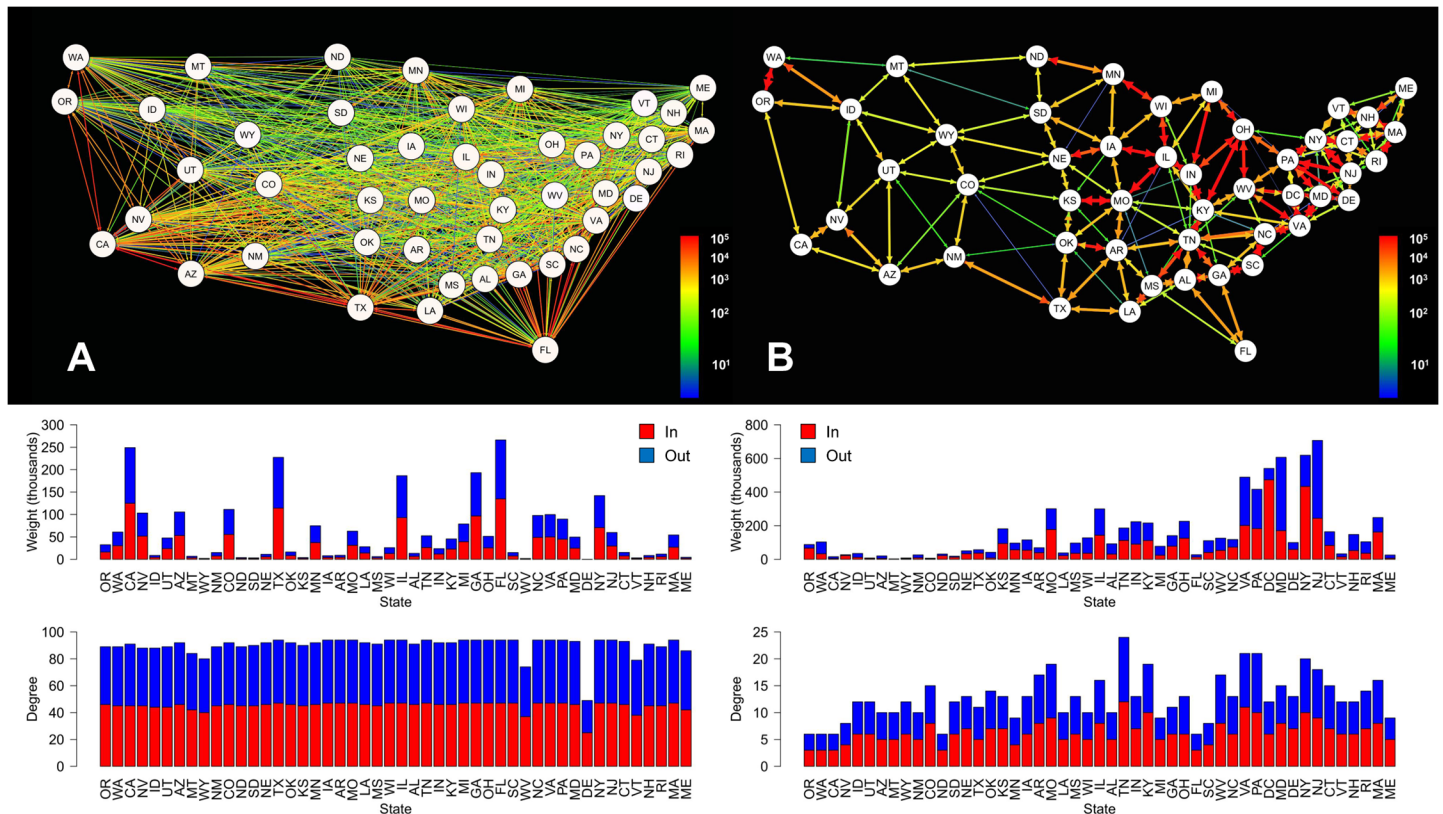 WA
MT
ND
MN
MI
ME
OR
ID
SD
WI
VT
NH
WY
NY
CT
MA
NE
IA
IL
OH
PA
RI
UT
CO
IN
NJ
KS
MO
KY
WV
MD
DE
NV
VA
CA
OK
AR
TN
NC
NM
SC
AZ
MS
AL
GA
TX
LA
FL
A
10⁵
10⁴
10³
10²
10¹
WA
MT
ND
MN
MI
ME
OR
ID
SD
WI
VT
NH
WY
OH
NY
CT
MA
NE
IA
IL
PA
RI
UT
CO
IN
NJ
KS
MO
KY
WV
DC
MD
DE
NV
VA
CA
OK
AR
TN
NC
NM
SC
AZ
MS
AL
GA
TX
LA
FL
B
10⁵
10⁴
10³
10²
10¹
Weight (thousands)
300
250
200
150
100
50
0
In
Out
OR WA CA NV ID UT AZ MT WY NM CO ND SD NE TX OK KS MN IA AR MO LA MS WI IL AL TN IN KY MI GA OH FL SC WV NC VA PA MD DE NY NJ CT VT NH RI MA ME
State
Weight (thousands)
800
600
400
200
0
In
Out
OR WA CA NV ID UT AZ MT WY NM CO ND SD NE TX OK KS MN IA AR MO LA MS WI IL AL TN IN KY MI GA OH FL SC WV NC VA PA DC MD DE NY NJ CT VT NH RI MA ME
State
Degree
100
80
60
40
20
0
OR WA CA NV ID UT AZ MT WY NM CO ND SD NE TX OK KS MN IA AR MO LA MS WI IL AL TN IN KY MI GA OH FL SC WV NC VA PA MD DE NY NJ CT VT NH RI MA ME
State
Degree
25
20
15
10
5
0
OR WA CA NV ID UT AZ MT WY NM CO ND SD NE TX OK KS MN IA AR MO LA MS WI IL AL TN IN KY MI GA OH FL SC WV NC VA PA DC MD DE NY NJ CT VT NH RI MA ME
State